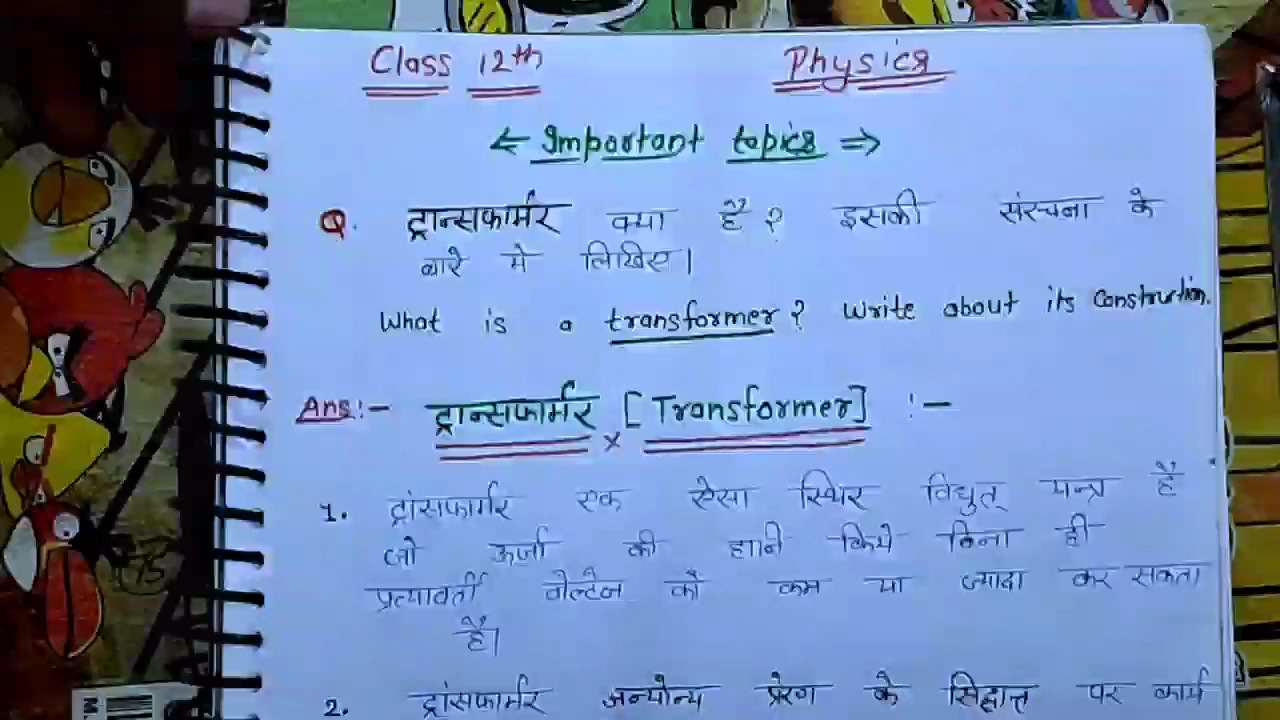 Class 12th Physics
← Important topics ⇒
Q. ट्रान्सफार्मर क्या है ? इसकी संरचना के
बारे मे लिखिए।
What is a transformer? Write about its Construction.
Ans:- ट्रान्सफार्मर [Transformer] :-
1. ट्रांसफार्मर एक ऐसा स्थिर विद्युत् यन्त्र है
जो ऊर्जा की हानि किये बिना ही
प्रत्यावर्ती वोल्टेज को कम या ज्यादा कर सकता
है।
2. ट्रांसफार्मर अन्योन्य प्रेरण के सिद्धान्त पर कार्य